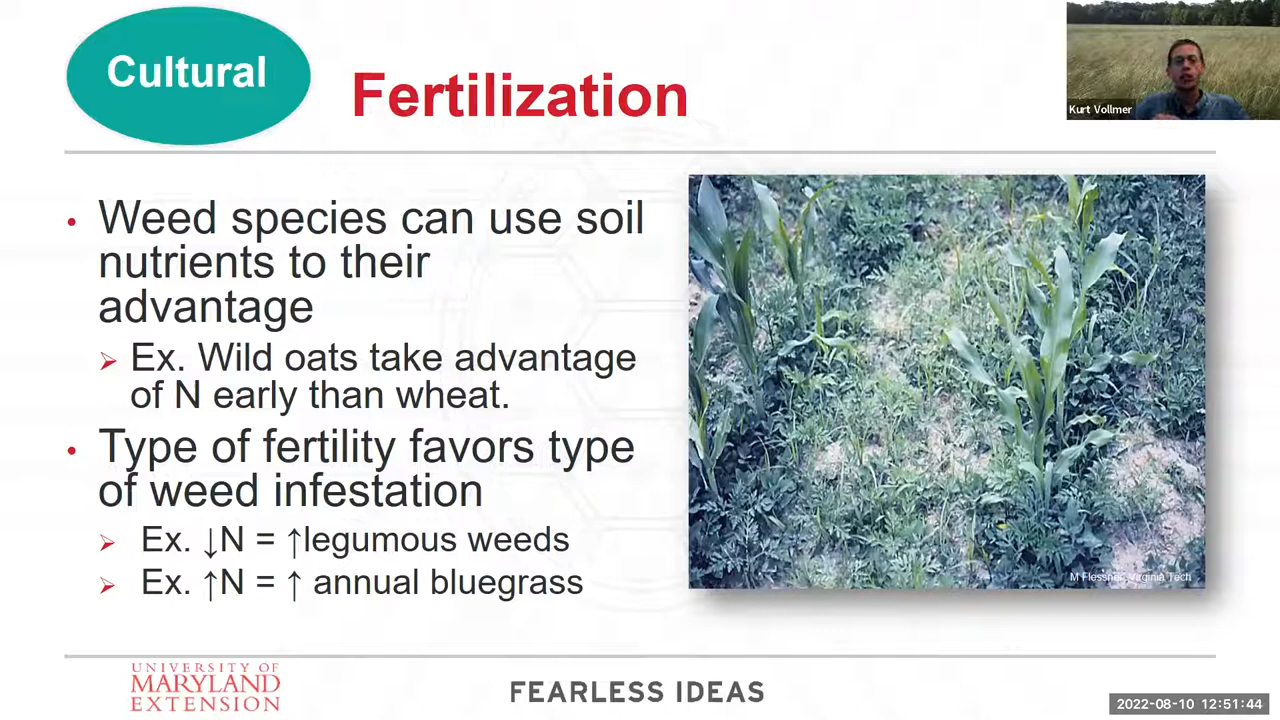 Cultural
Fertilization
Kurt Vollmer
• Weed species can use soil
nutrients to their
advantage
➢ Ex. Wild oats take advantage
of N early than wheat.
• Type of fertility favors type
of weed infestation
➢ Ex. ↓N = ↑legumous weeds
➢ Ex. ↑N = ↑ annual bluegrass
M Flessner, Virginia Tech
UNIVERSITY OF
MARYLAND
EXTENSION
FEARLESS IDEAS
2022-08-10 12:51:44